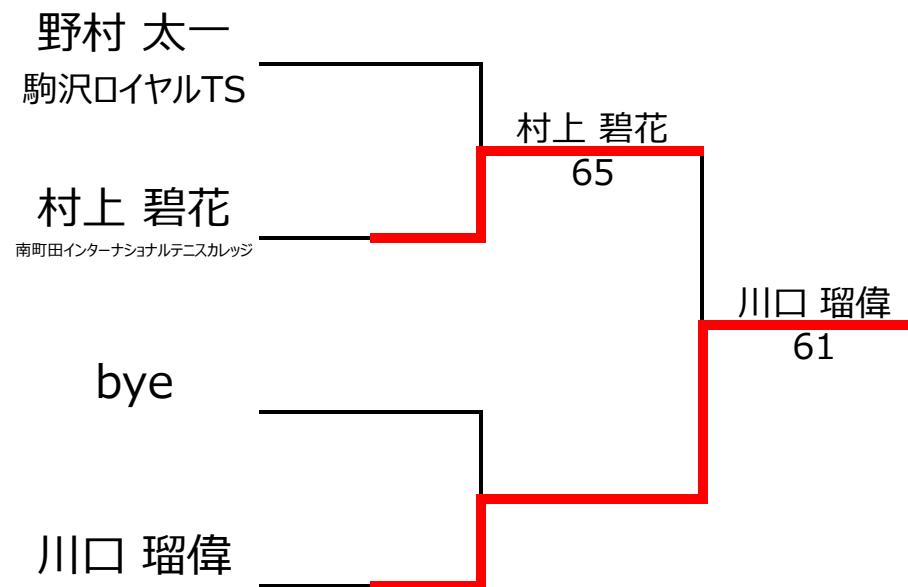 野村 太一
駒沢ロイヤルTS
村上 碧花
65
村上 碧花
南町田インターナショナルテニスカレッジ
川口 瑠偉
61
bye
川口 瑠偉